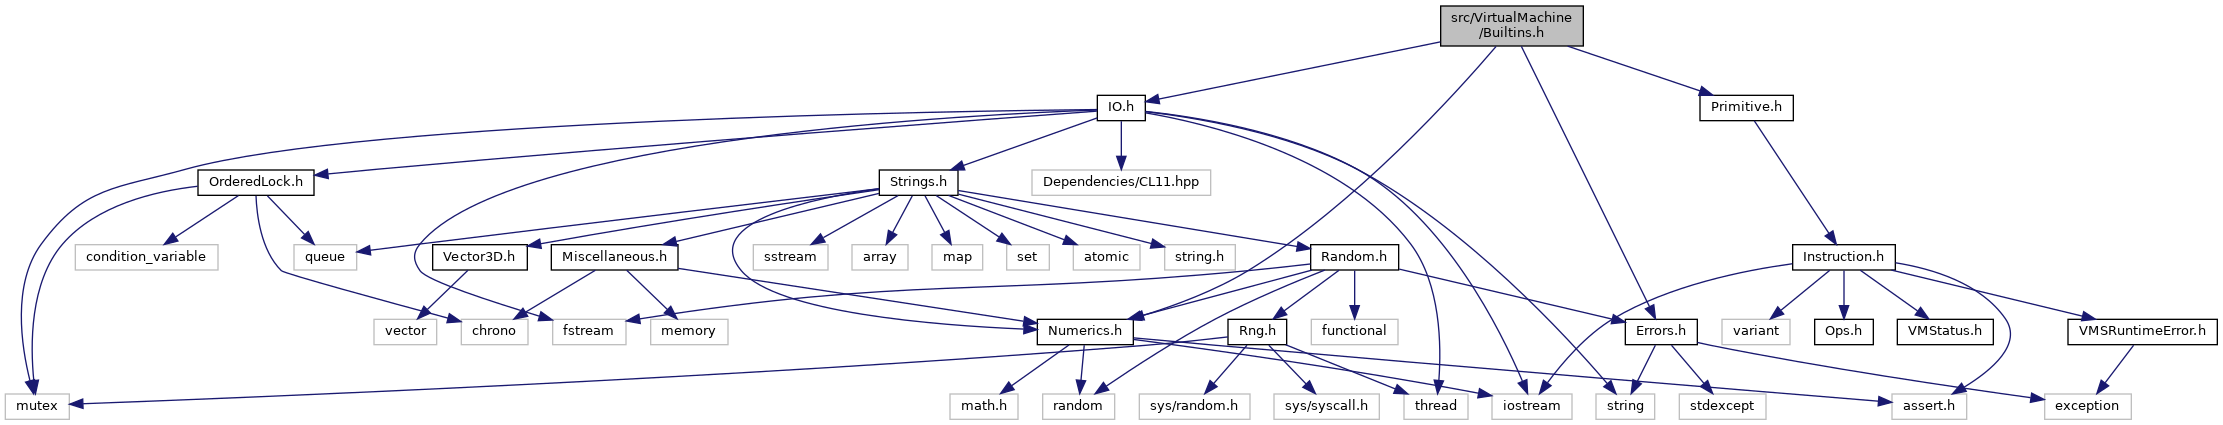 src/VirtualMachine
/Builtins.h
IO.h
Primitive.h
OrderedLock.h
Strings.h
Dependencies/CL11.hpp
condition_variable
queue
Vector3D.h
Miscellaneous.h
sstream
array
map
set
atomic
string.h
Random.h
Instruction.h
vector
chrono
fstream
memory
Numerics.h
Rng.h
functional
Errors.h
variant
Ops.h
VMStatus.h
VMSRuntimeError.h
mutex
math.h
random
sys/random.h
sys/syscall.h
thread
iostream
string
stdexcept
assert.h
exception